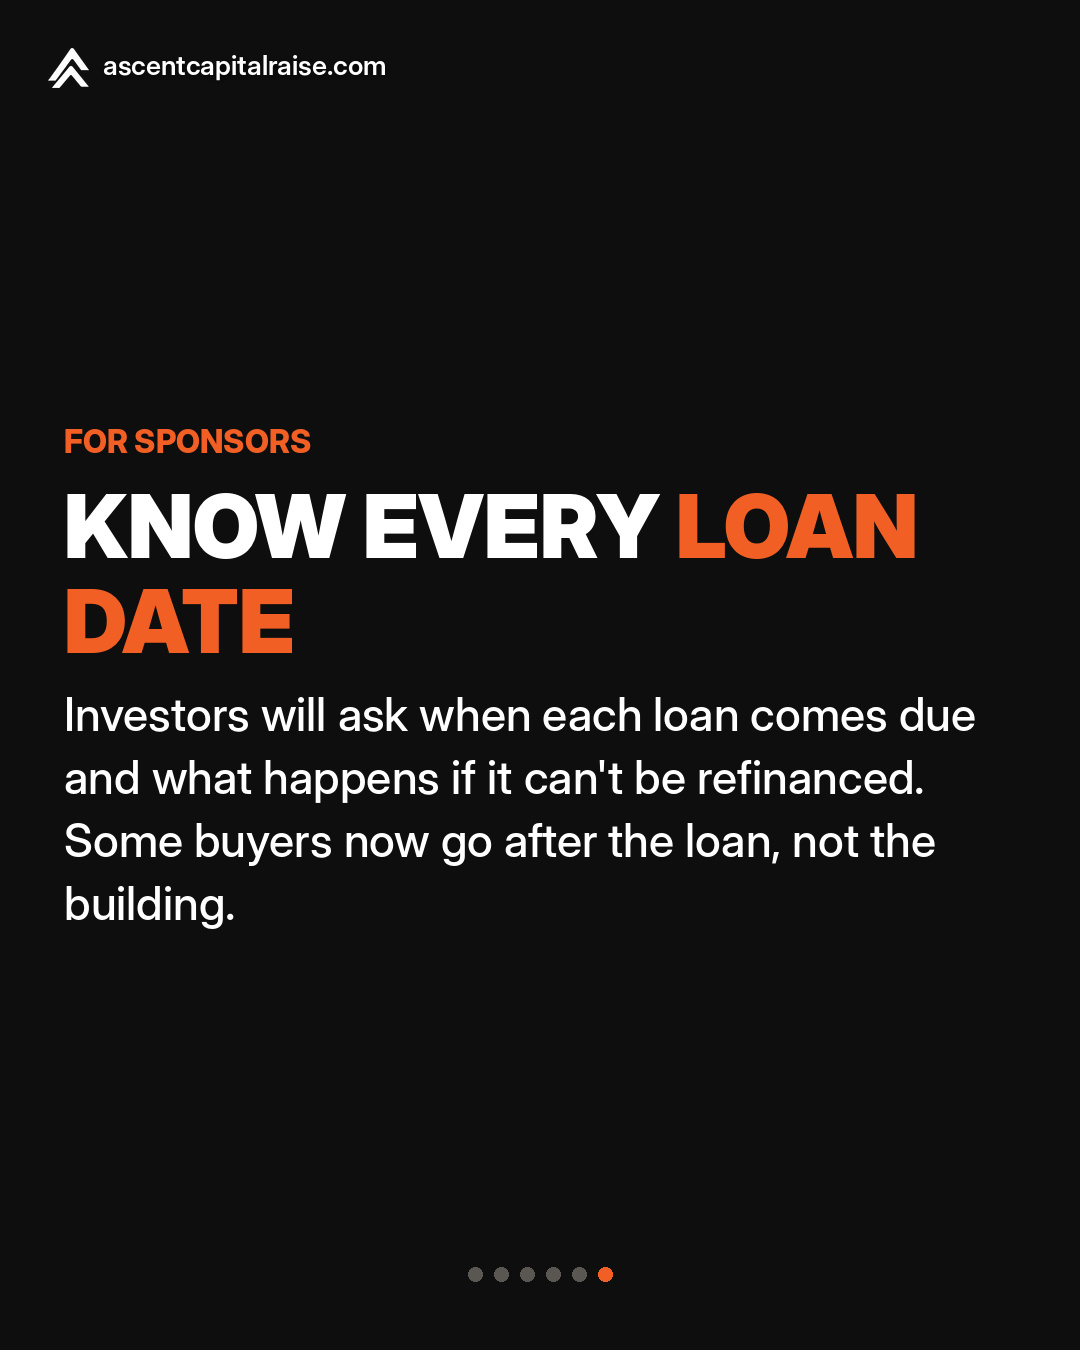 ascentcapitalraise.com
FOR SPONSORS
KNOW EVERY LOAN
DATE
Investors will ask when each loan comes due
and what happens if it can't be refinanced.
Some buyers now go after the loan, not the
building.